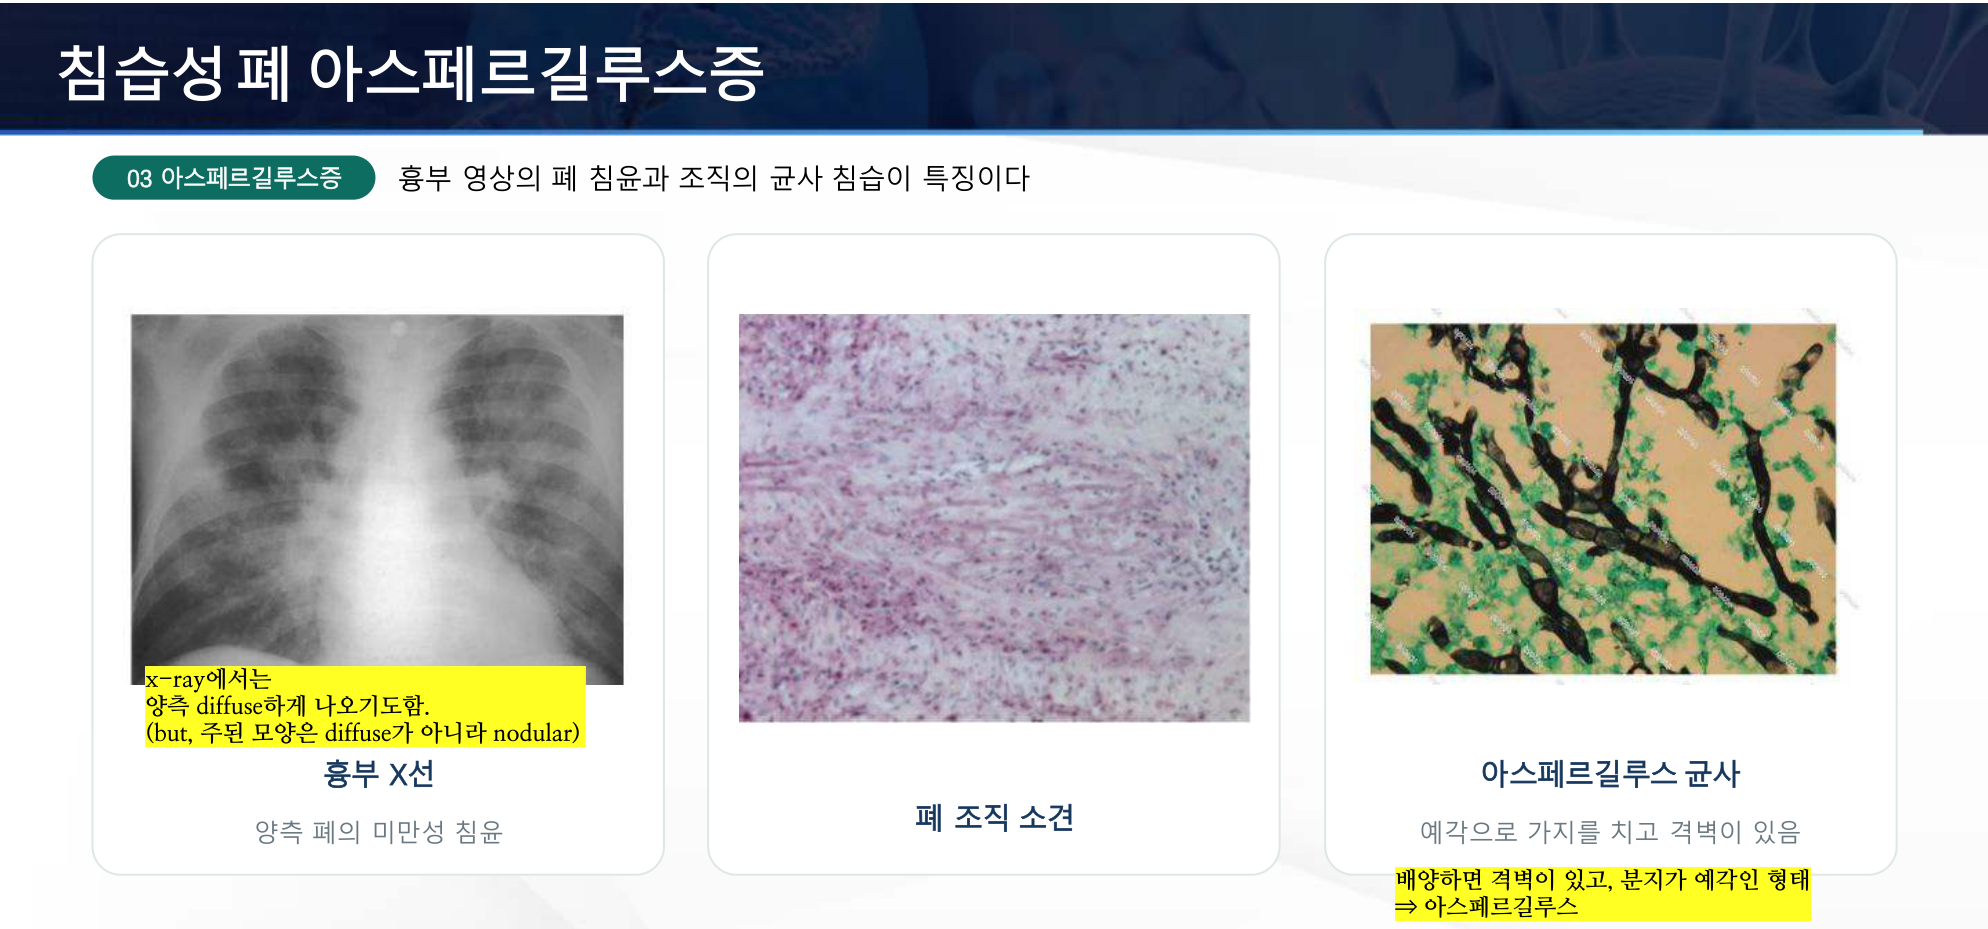 침습성 폐 아스페르길루스증
03 아스페르길루스증
흉부 영상의 폐 침윤과 조직의 균사 침습이 특징이다
x-ray에서는
양측 diffuse하게 나오기도함.
(but, 주된 모양은 diffuse가 아니라 nodular)
흉부 X선
양측 폐의 미만성 침윤
폐 조직 소견
아스페르길루스 균사
예각으로 가지를 치고 격벽이 있음
배양하면 격벽이 있고, 분지가 예각인 형태
⇒ 아스페르길루스